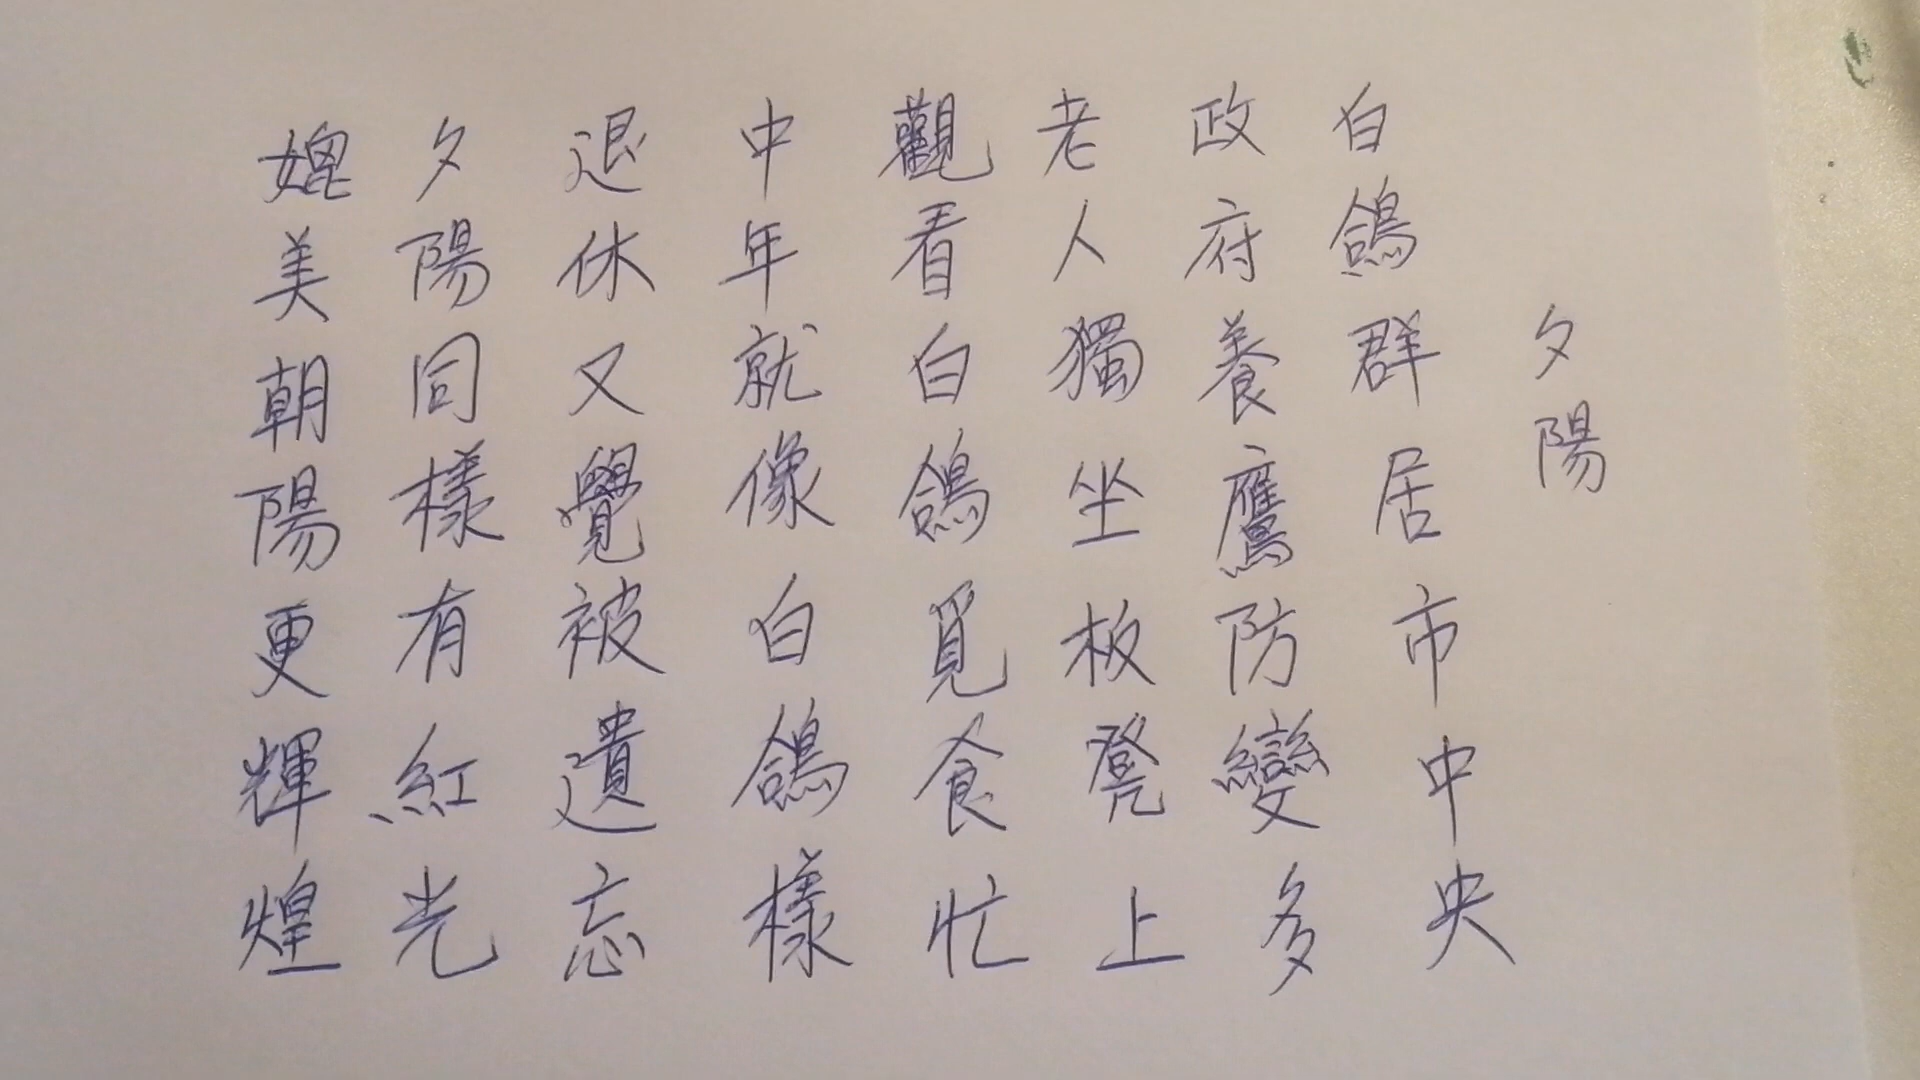 夕陽
白鴿群居市中央
政府養鷹防變多
老人獨坐板凳上
觀看白鴿覓食忙
中年就像白鴿樣
退休又覺被遺忘
夕陽同樣有紅光
媲美朝陽更輝煌